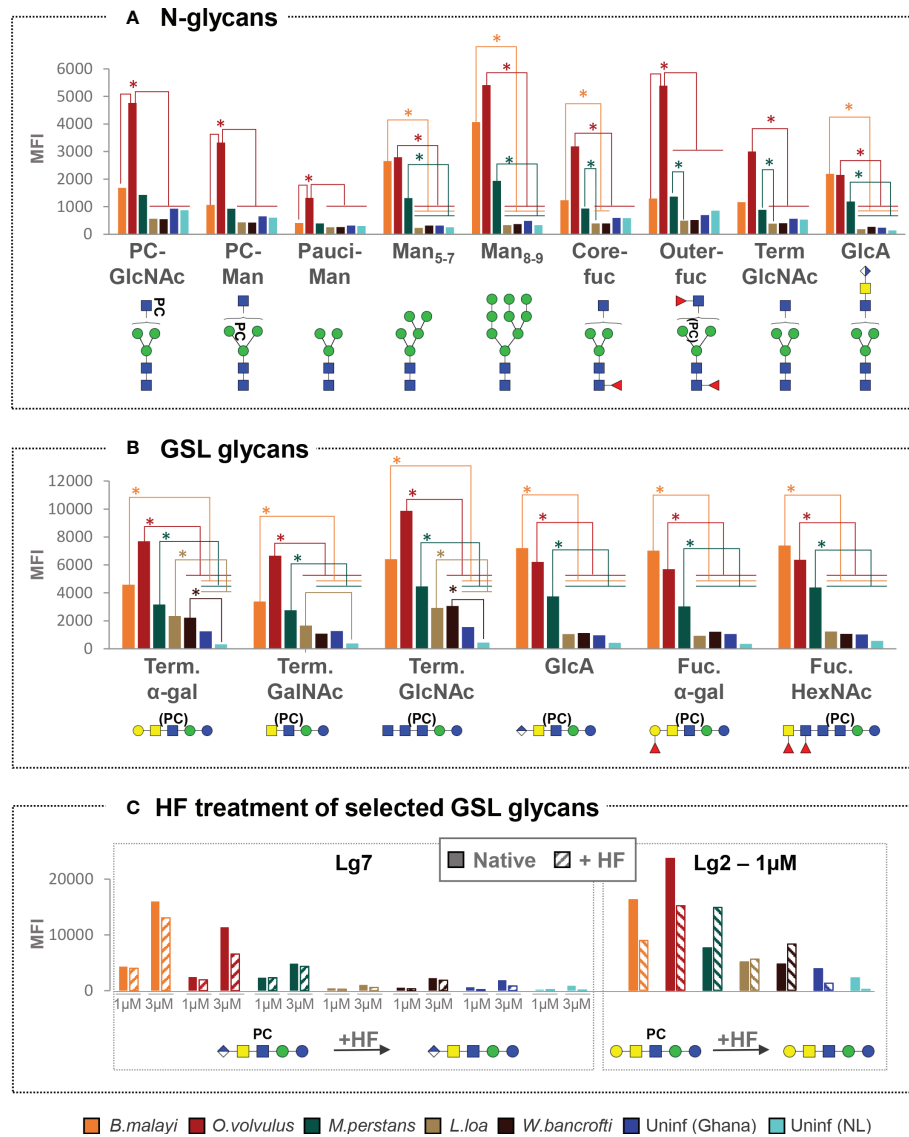 A N-glycans
6000
5000
4000
3000
2000
1000
0
MFI
* * * * * * * * * * * * * * * * * * *
PC-GlcNAc
PC-Man
Pauci-Man
Man5-7
Man8-9
Core-fuc
Outer-fuc
Term GlcNAc
GlcA
PC
PC
(PC)
B GSL glycans
12000
10000
8000
6000
4000
2000
0
MFI
* * * * * * * * * * * * * * * * * * * * *
Term. α-gal
Term. GalNAc
Term. GlcNAc
GlcA
Fuc. α-gal
Fuc. HexNAc
(PC) (PC) (PC) (PC) (PC) (PC)
C HF treatment of selected GSL glycans
Native + HF
Lg7
Lg2 – 1µM
20000
10000
0
MFI
1µM 3µM 1µM 3µM 1µM 3µM 1µM 3µM 1µM 3µM 1µM 3µM 1µM 3µM
PC +HF
PC +HF
B.malayi O.volvulus M.perstans L.loa W.bancrofti Uninf (Ghana) Uninf (NL)